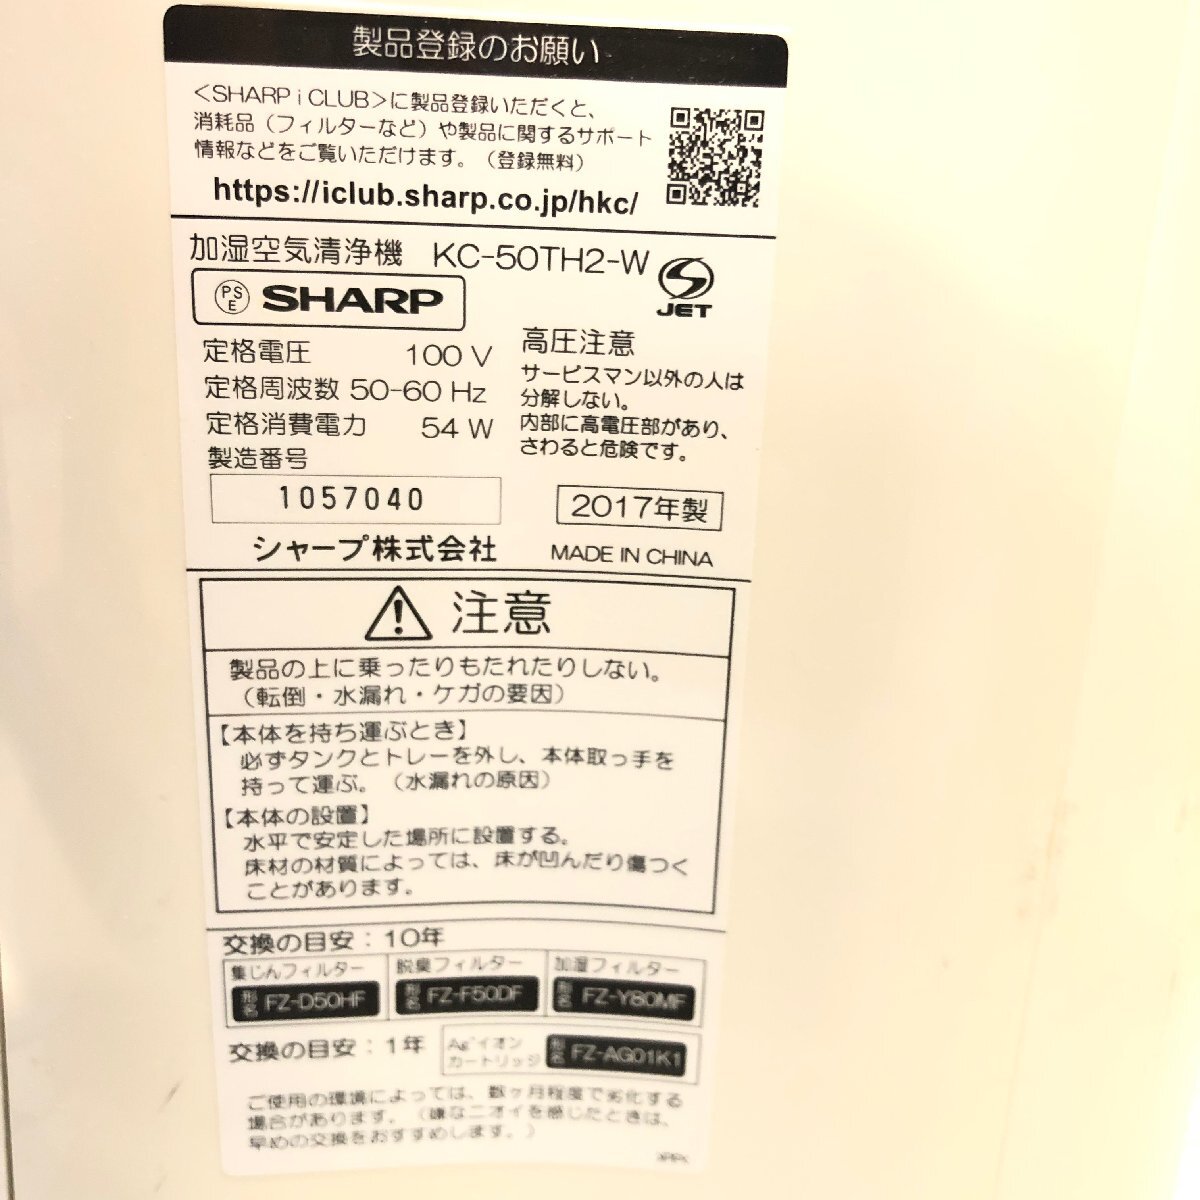 製品登録のお願い
<SHARP i CLUB>に製品登録いただくと、
消耗品（フィルターなど）や製品に関するサポート
情報などをご覧いただけます。（登録無料）
https://iclub.sharp.co.jp/hkc/
加湿空気清浄機 KC-50TH2-W
PSE SHARP
JET
定格電圧 100 V
定格周波数 50-60 Hz
定格消費電力 54 W
製造番号
1057040
高圧注意
サービスマン以外の人は
分解しない。
内部に高電圧部があり、
さわると危険です。
2017年製
シャープ株式会社 MADE IN CHINA
注意
製品の上に乗ったりもたれたりしない。
（転倒・水漏れ・ケガの要因）
【本体を持ち運ぶとき】
必ずタンクとトレーを外し、本体取っ手を
持って運ぶ。（水漏れの原因）
【本体の設置】
水平で安定した場所に設置する。
床材の材質によっては、床が凹んだり傷つく
ことがあります。
交換の目安：10年
集じんフィルター 形名 FZ-D50HF
脱臭フィルター 形名 FZ-F50DF
加湿フィルター 形名 FZ-Y80MF
交換の目安：1年
Ag⁺イオン
カートリッジ 形名 FZ-AG01K1
ご使用の環境によっては、数ヶ月程度で劣化する
場合があります。（嫌なニオイを感じたときは、
早めの交換をおすすめします。）